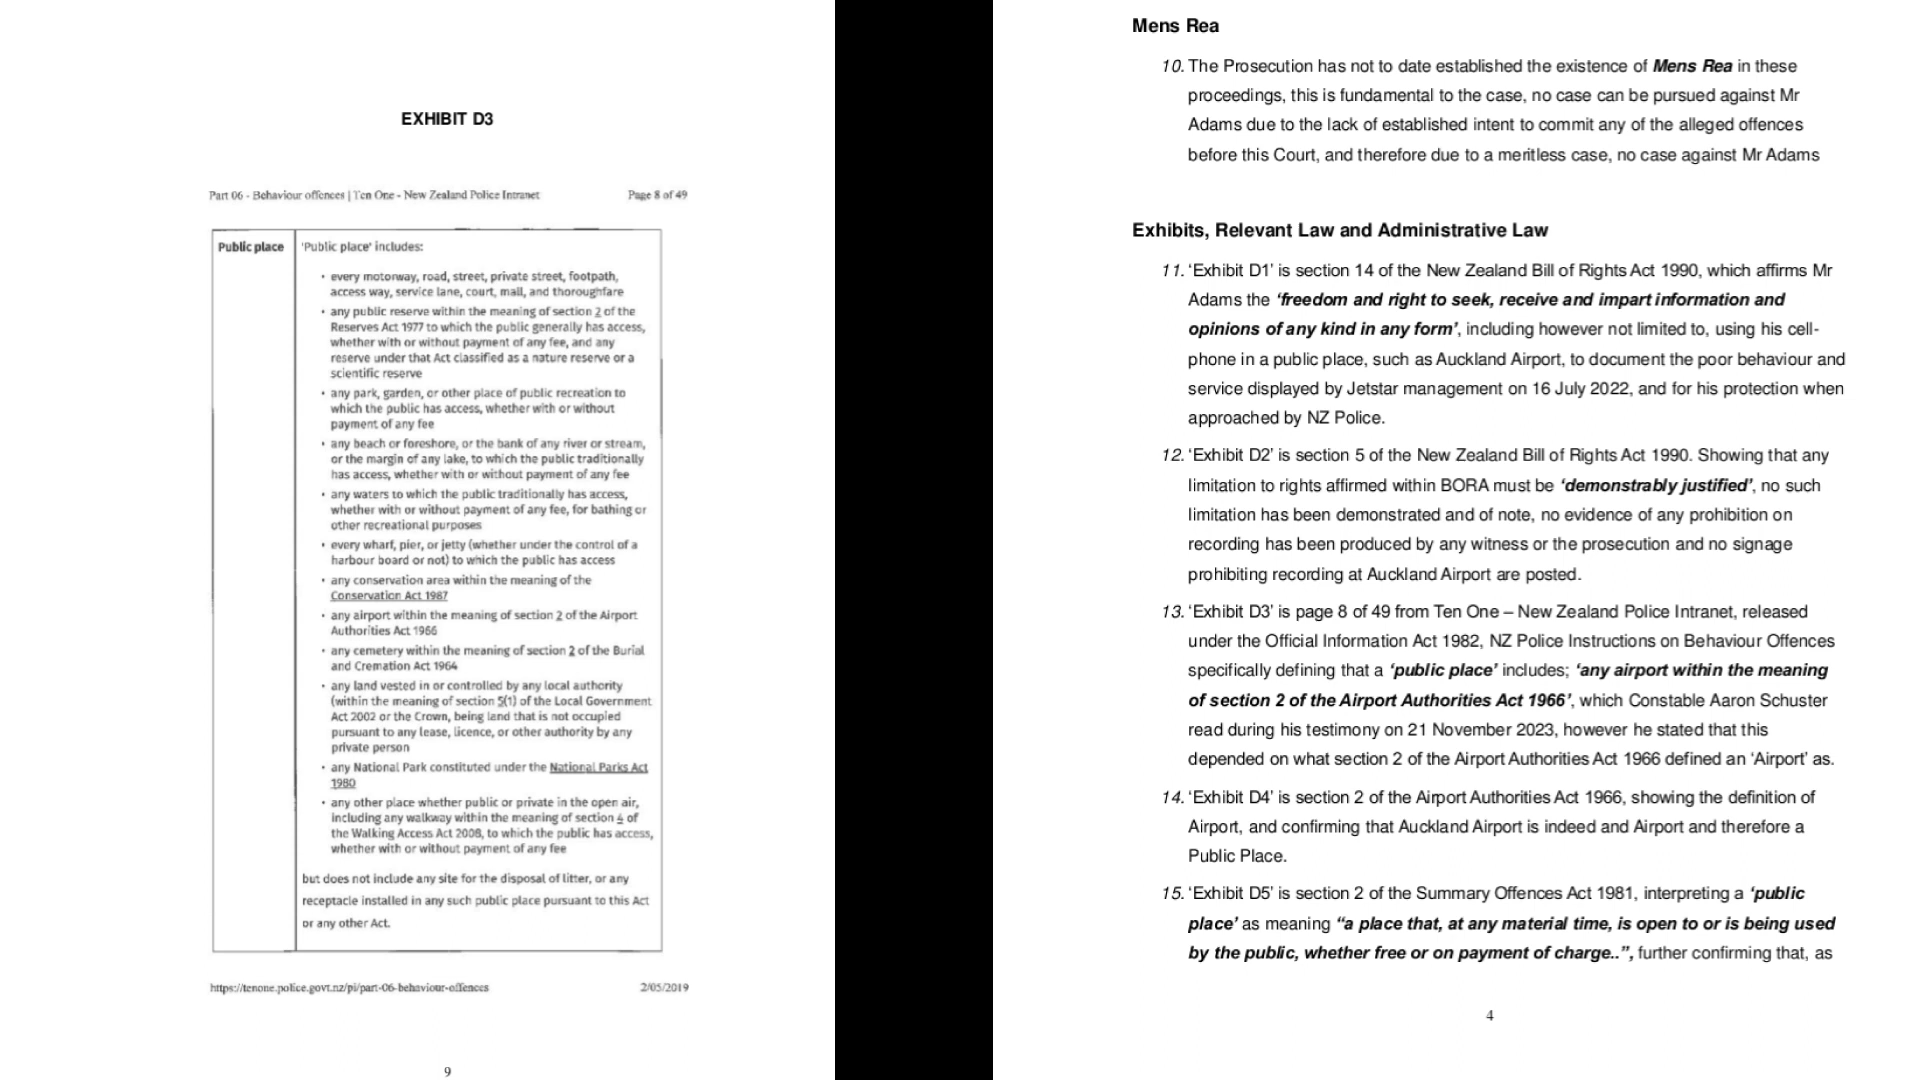 EXHIBIT D3
Part 06 - Behaviour offences | Ten One - New Zealand Police Intranet Page 8 of 49
Public place 'Public place' includes:
• every motorway, road, street, private street, footpath,
access way, service lane, court, mall, and thoroughfare
• any public reserve within the meaning of section 2 of the
Reserves Act 1977 to which the public generally has access,
whether with or without payment of any fee, and any
reserve under that Act classified as a nature reserve or a
scientific reserve
• any park, garden, or other place of public recreation to
which the public has access, whether with or without
payment of any fee
• any beach or foreshore, or the bank of any river or stream,
or the margin of any lake, to which the public traditionally
has access, whether with or without payment of any fee
• any waters to which the public traditionally has access,
whether with or without payment of any fee, for bathing or
other recreational purposes
• every wharf, pier, or jetty (whether under the control of a
harbour board or not) to which the public has access
• any conservation area within the meaning of the
Conservation Act 1987
• any airport within the meaning of section 2 of the Airport
Authorities Act 1966
• any cemetery within the meaning of section 2 of the Burial
and Cremation Act 1964
• any land vested in or controlled by any local authority
(within the meaning of section 5(1) of the Local Government
Act 2002 or the Crown, being land that is not occupied
pursuant to any lease, licence, or other authority by any
private person
• any National Park constituted under the National Parks Act
1980
• any other place whether public or private in the open air,
including any walkway within the meaning of section 4 of
the Walking Access Act 2008, to which the public has access,
whether with or without payment of any fee
but does not include any site for the disposal of litter, or any
receptacle installed in any such public place pursuant to this Act
or any other Act.
https://tenone.police.govt.nz/pi/part-06-behaviour-offences 2/05/2019
9
Mens Rea
10. The Prosecution has not to date established the existence of Mens Rea in these
proceedings, this is fundamental to the case, no case can be pursued against Mr
Adams due to the lack of established intent to commit any of the alleged offences
before this Court, and therefore due to a meritless case, no case against Mr Adams
Exhibits, Relevant Law and Administrative Law
11. ‘Exhibit D1’ is section 14 of the New Zealand Bill of Rights Act 1990, which affirms Mr
Adams the ‘freedom and right to seek, receive and impart information and
opinions of any kind in any form’, including however not limited to, using his cell-
phone in a public place, such as Auckland Airport, to document the poor behaviour and
service displayed by Jetstar management on 16 July 2022, and for his protection when
approached by NZ Police.
12. ‘Exhibit D2’ is section 5 of the New Zealand Bill of Rights Act 1990. Showing that any
limitation to rights affirmed within BORA must be ‘demonstrably justified’, no such
limitation has been demonstrated and of note, no evidence of any prohibition on
recording has been produced by any witness or the prosecution and no signage
prohibiting recording at Auckland Airport are posted.
13. ‘Exhibit D3’ is page 8 of 49 from Ten One – New Zealand Police Intranet, released
under the Official Information Act 1982, NZ Police Instructions on Behaviour Offences
specifically defining that a ‘public place’ includes; ‘any airport within the meaning
of section 2 of the Airport Authorities Act 1966’, which Constable Aaron Schuster
read during his testimony on 21 November 2023, however he stated that this
depended on what section 2 of the Airport Authorities Act 1966 defined an ‘Airport’ as.
14. ‘Exhibit D4’ is section 2 of the Airport Authorities Act 1966, showing the definition of
Airport, and confirming that Auckland Airport is indeed and Airport and therefore a
Public Place.
15. ‘Exhibit D5’ is section 2 of the Summary Offences Act 1981, interpreting a ‘public
place’ as meaning “a place that, at any material time, is open to or is being used
by the public, whether free or on payment of charge..”, further confirming that, as
4